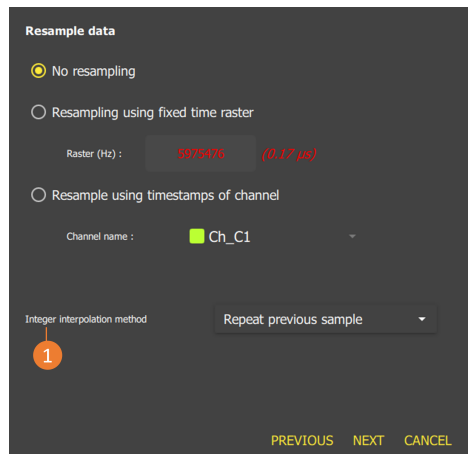 Resample data
No resampling
Resampling using fixed time raster
Raster (Hz) : 5975476 (0.17 µs)
Resample using timestamps of channel
Channel name : Ch_C1
Integer interpolation method Repeat previous sample
1
PREVIOUS NEXT CANCEL